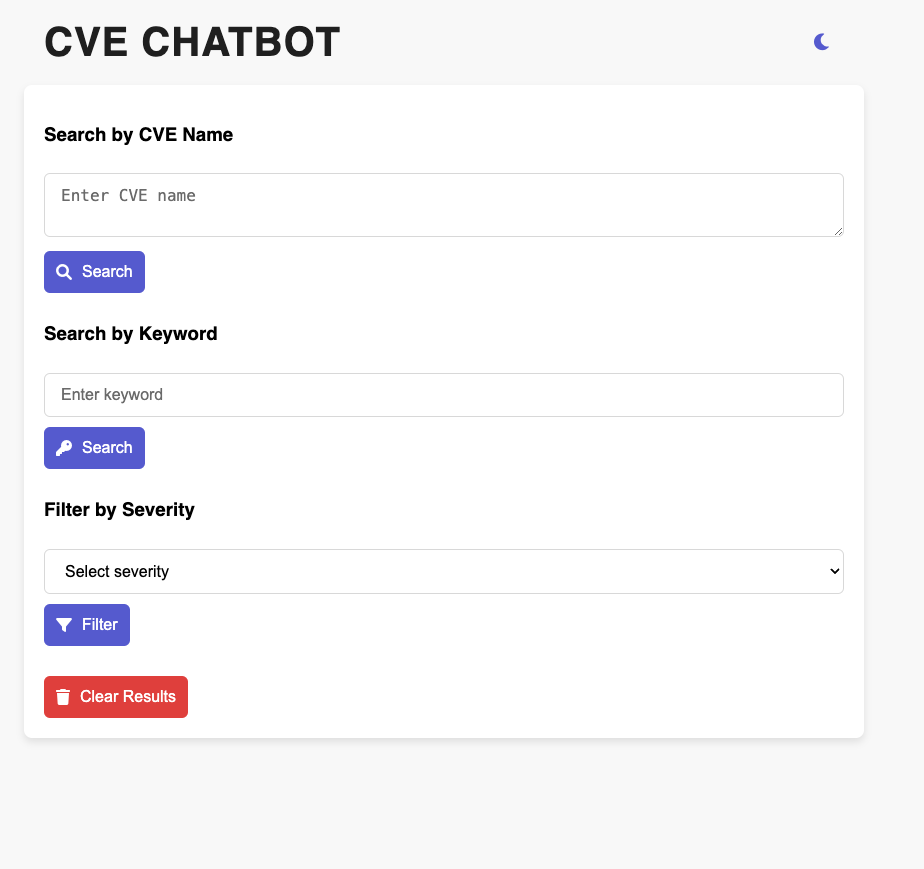 CVE CHATBOT
Search by CVE Name
Enter CVE name
Search
Search by Keyword
Enter keyword
Search
Filter by Severity
Select severity
Filter
Clear Results